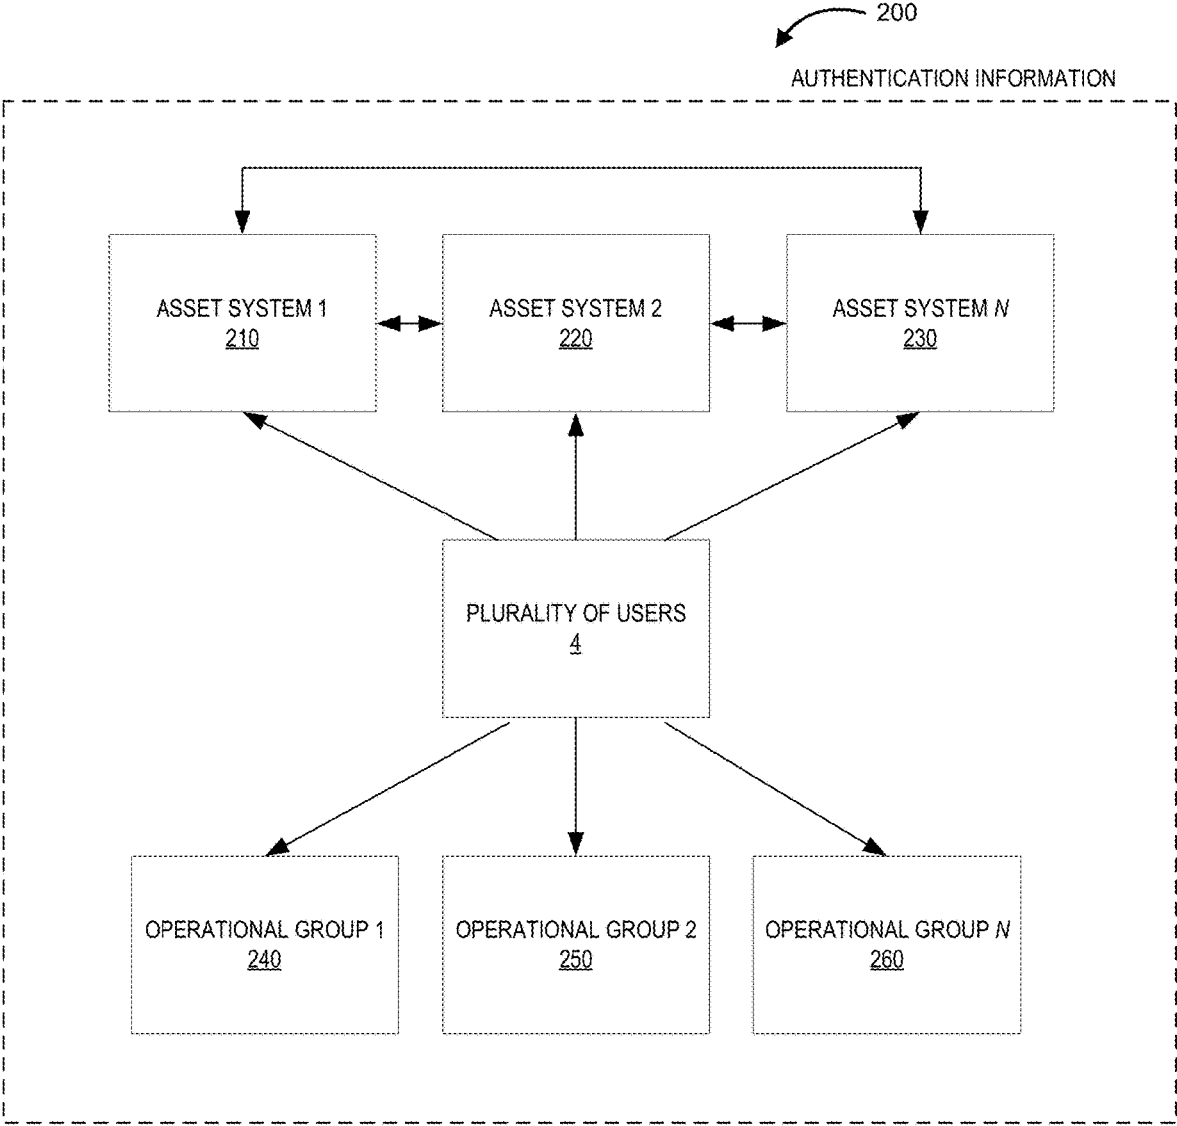 200
AUTHENTICATION INFORMATION
ASSET SYSTEM 1
210
ASSET SYSTEM 2
220
ASSET SYSTEM N
230
PLURALITY OF USERS
4
OPERATIONAL GROUP 1
240
OPERATIONAL GROUP 2
250
OPERATIONAL GROUP N
260